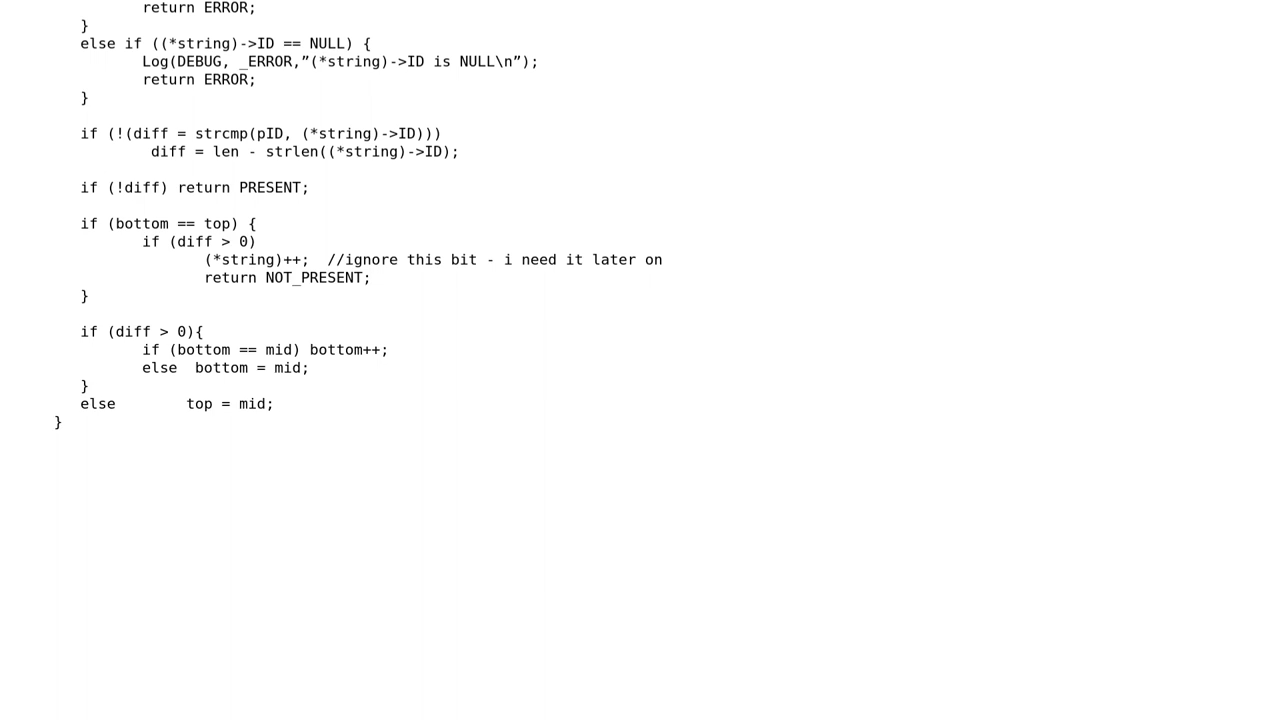 return ERROR;
}
else if ((*string)->ID == NULL) {
Log(DEBUG, _ERROR,”(*string)->ID is NULL\n”);
return ERROR;
}
if (!(diff = strcmp(pID, (*string)->ID)))
diff = len - strlen((*string)->ID);
if (!diff) return PRESENT;
if (bottom == top) {
if (diff > 0)
(*string)++;  //ignore this bit - i need it later on
return NOT_PRESENT;
}
if (diff > 0){
if (bottom == mid) bottom++;
else  bottom = mid;
}
else        top = mid;
}